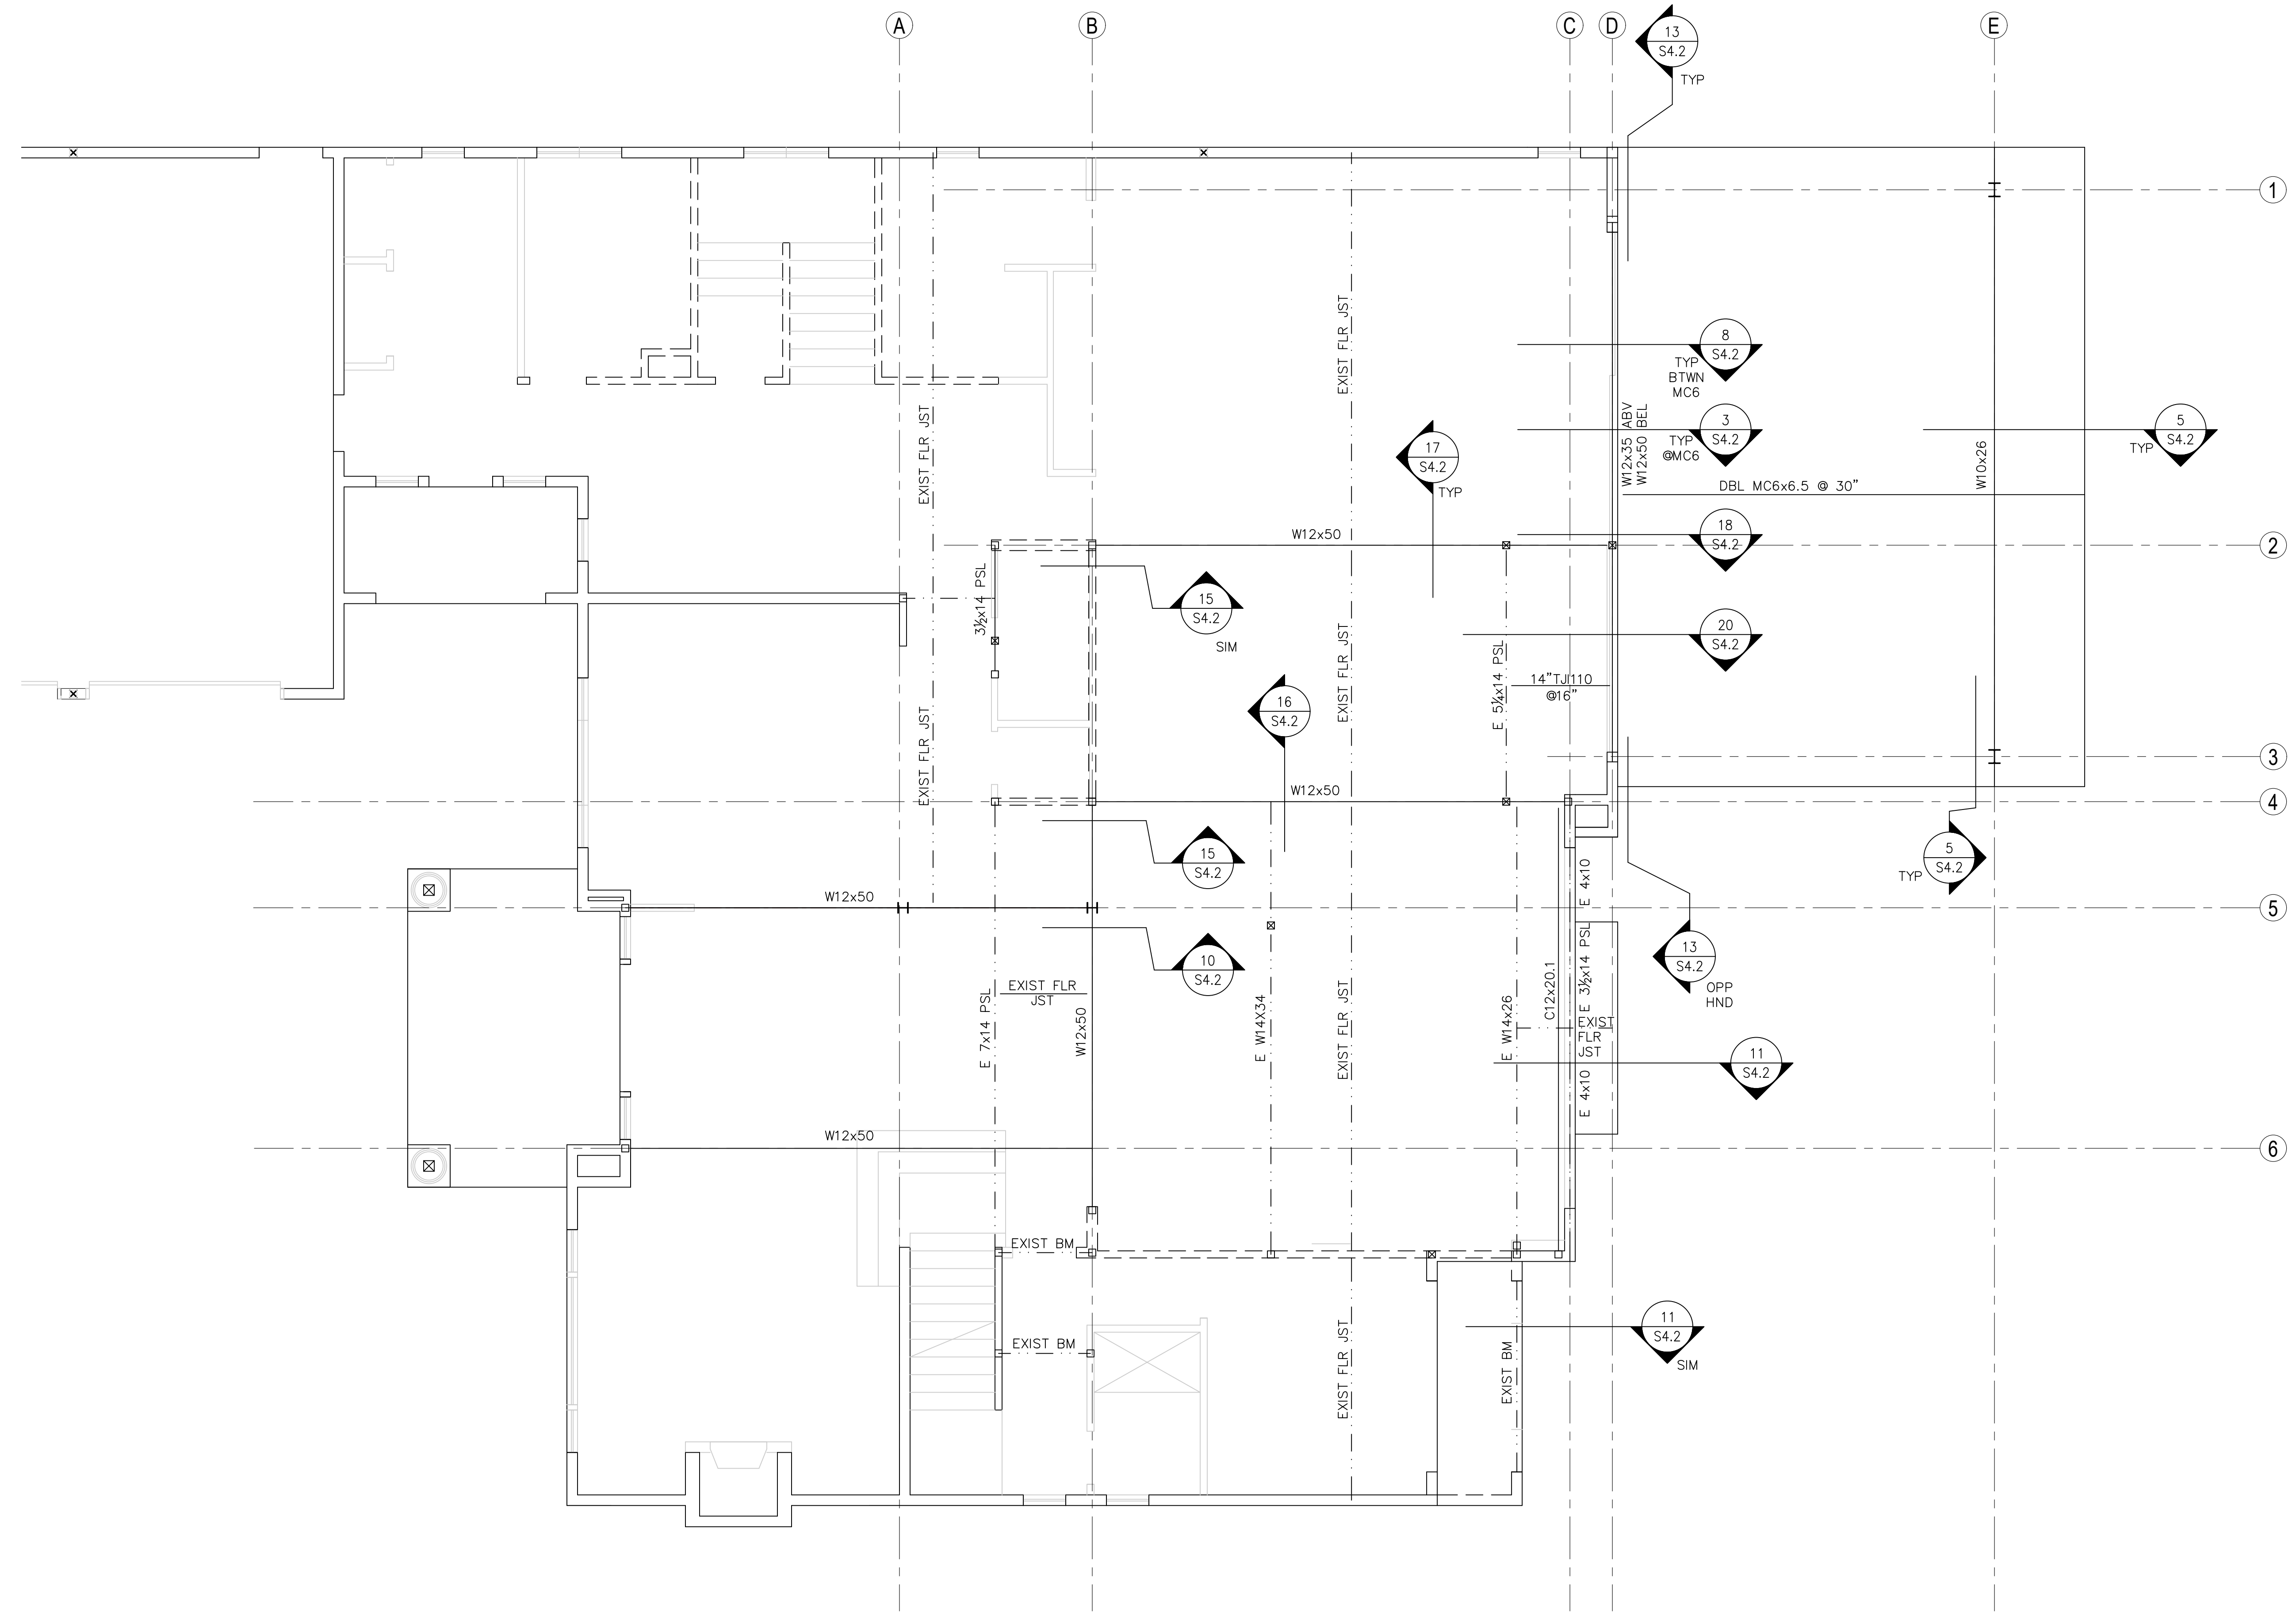 A
B
C
D
E
13
S4.2
TYP
1
8
S4.2
TYP
BTWN
MC6
EXIST FLR JST
EXIST FLR JST
W12x35 ABV
W12x50 BEL
3
S4.2
TYP
@MC6
5
S4.2
TYP
17
S4.2
TYP
W10x26
DBL MC6x6.5 @ 30"
W12x50
18
S4.2
2
3½x14 PSL
15
S4.2
SIM
20
S4.2
EXIST FLR JST
EXIST FLR JST
E 5¼x14 PSL
14"TJI110
@16"
16
S4.2
3
W12x50
4
15
S4.2
5
S4.2
TYP
W12x50
E 4x10
5
10
S4.2
13
S4.2
OPP
HND
E 7x14 PSL
EXIST FLR
JST
W12x50
E W14X34
EXIST FLR JST
E W14x26
C12x20.1
E 3½x14 PSL
EXIST
FLR
JST
E 4x10
11
S4.2
W12x50
6
EXIST BM
EXIST BM
EXIST FLR JST
EXIST BM
11
S4.2
SIM